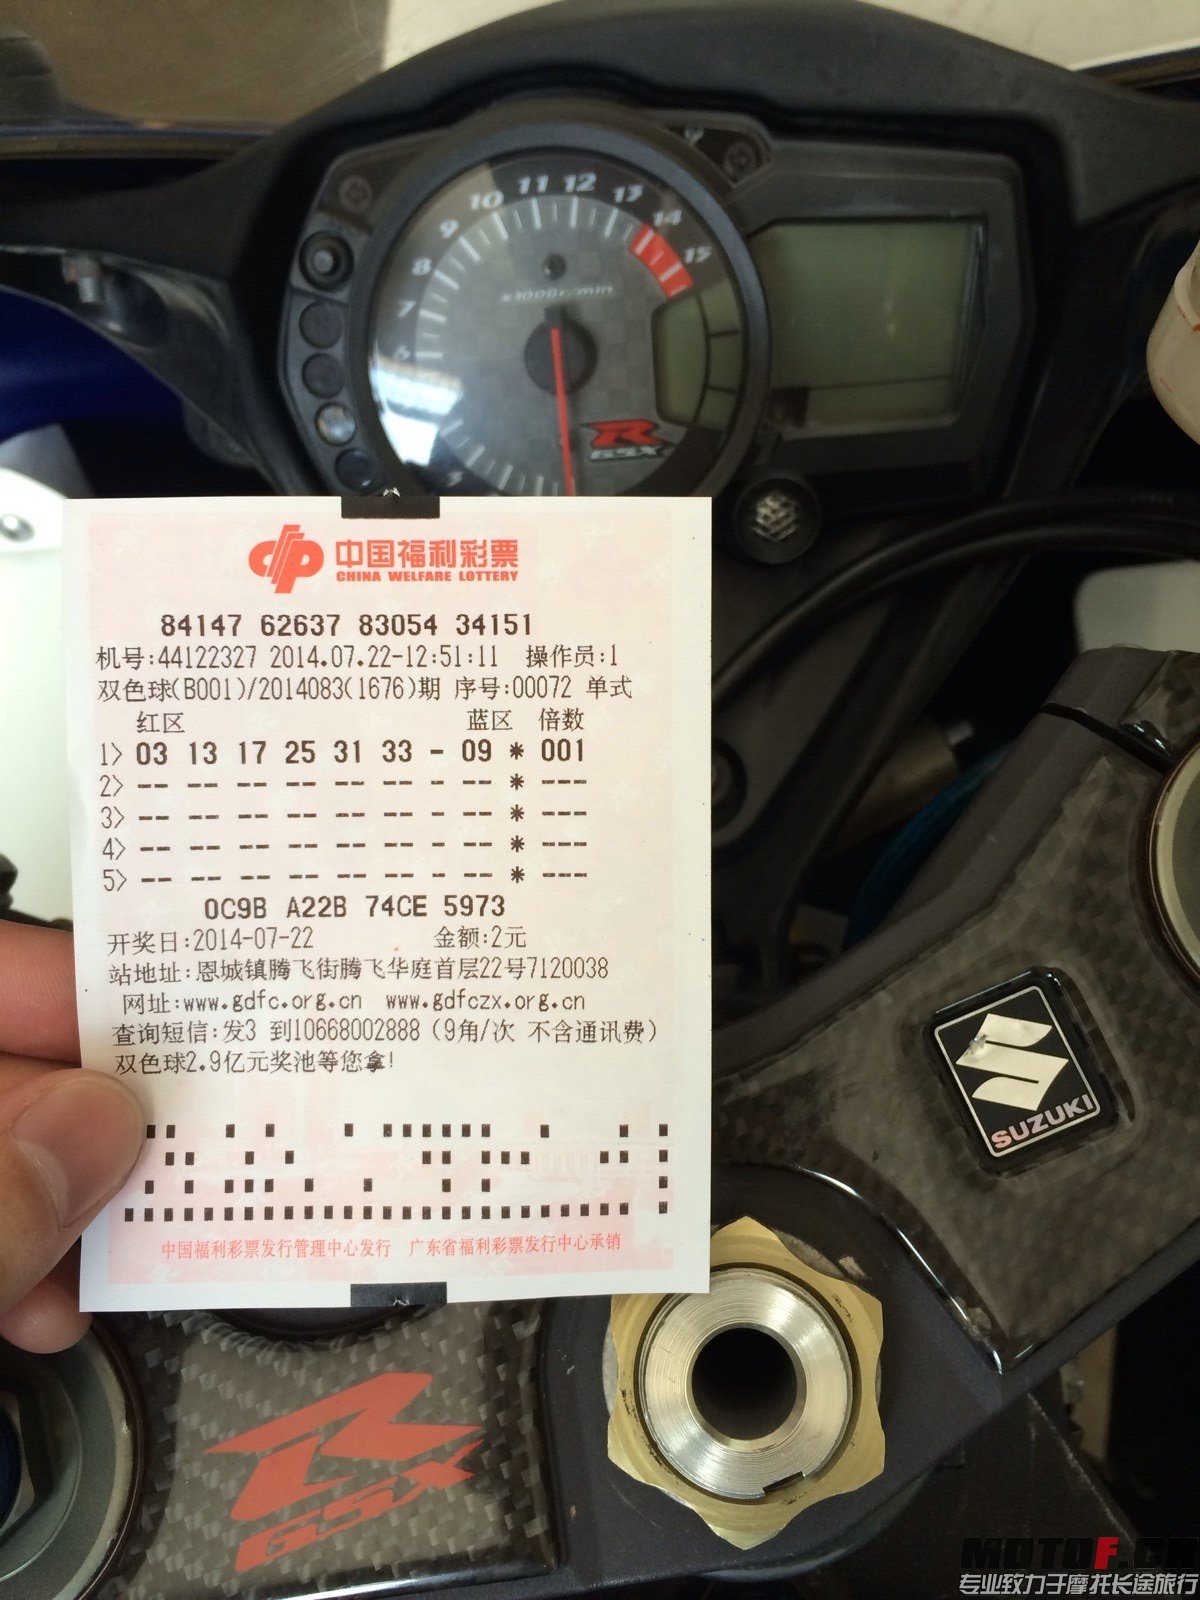 11 12
10 13
9 14
8 15
7
x1000r/min
R
GSX
中国福利彩票
CHINA WELFARE LOTTERY
84147 62637 83054 34151
机号:44122327 2014.07.22-12:51:11 操作员:1
双色球(B001)/2014083(1676)期 序号:00072 单式
红区 蓝区 倍数
1> 03 13 17 25 31 33 - 09 * 001
2> -- -- -- -- -- -- - -- * ---
3> -- -- -- -- -- -- - -- * ---
4> -- -- -- -- -- -- - -- * ---
5> -- -- -- -- -- -- - -- * ---
0C9B A22B 74CE 5973
开奖日:2014-07-22 金额:2元
站地址:恩城镇腾飞街腾飞华庭首层22号7120038
网址:www.gdfc.org.cn www.gdfczx.org.cn
查询短信:发3 到10668002888 (9角/次 不含通讯费)
双色球2.9亿元奖池等您拿!
中国福利彩票发行管理中心发行 广东省福利彩票发行中心承销
SUZUKI
R
GSX
MOTOF.CN
专业致力于摩托长途旅行